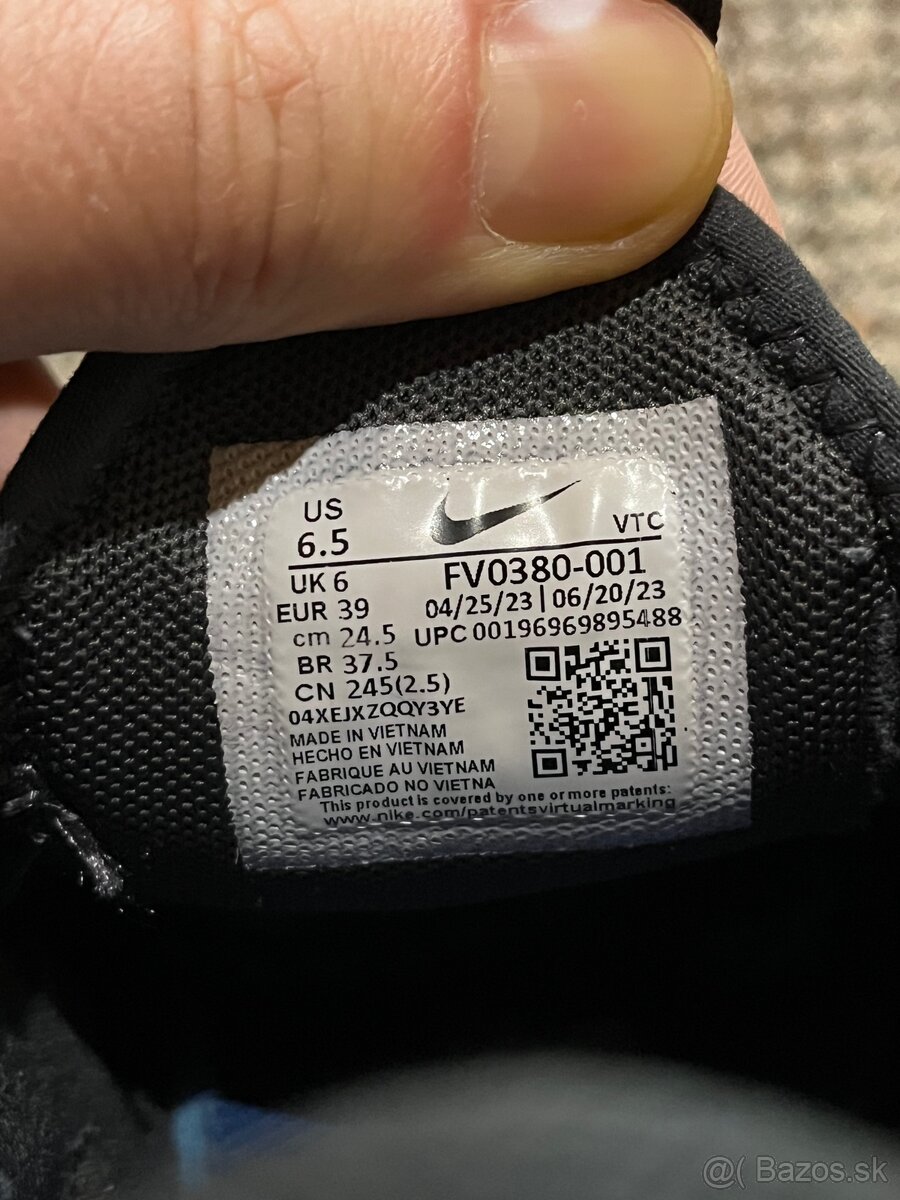 US
6.5
VTC
UK 6
FV0380-001
EUR 39
04/25/23 | 06/20/23
cm 24.5
UPC 00196969895488
BR 37.5
CN 245(2.5)
04XEJXZQQY3YE
MADE IN VIETNAM
HECHO EN VIETNAM
FABRIQUE AU VIETNAM
FABRICADO NO VIETNA
This product is covered by one or more patents:
www.nike.com/patentsvirtualmarking
@( Bazos.sk